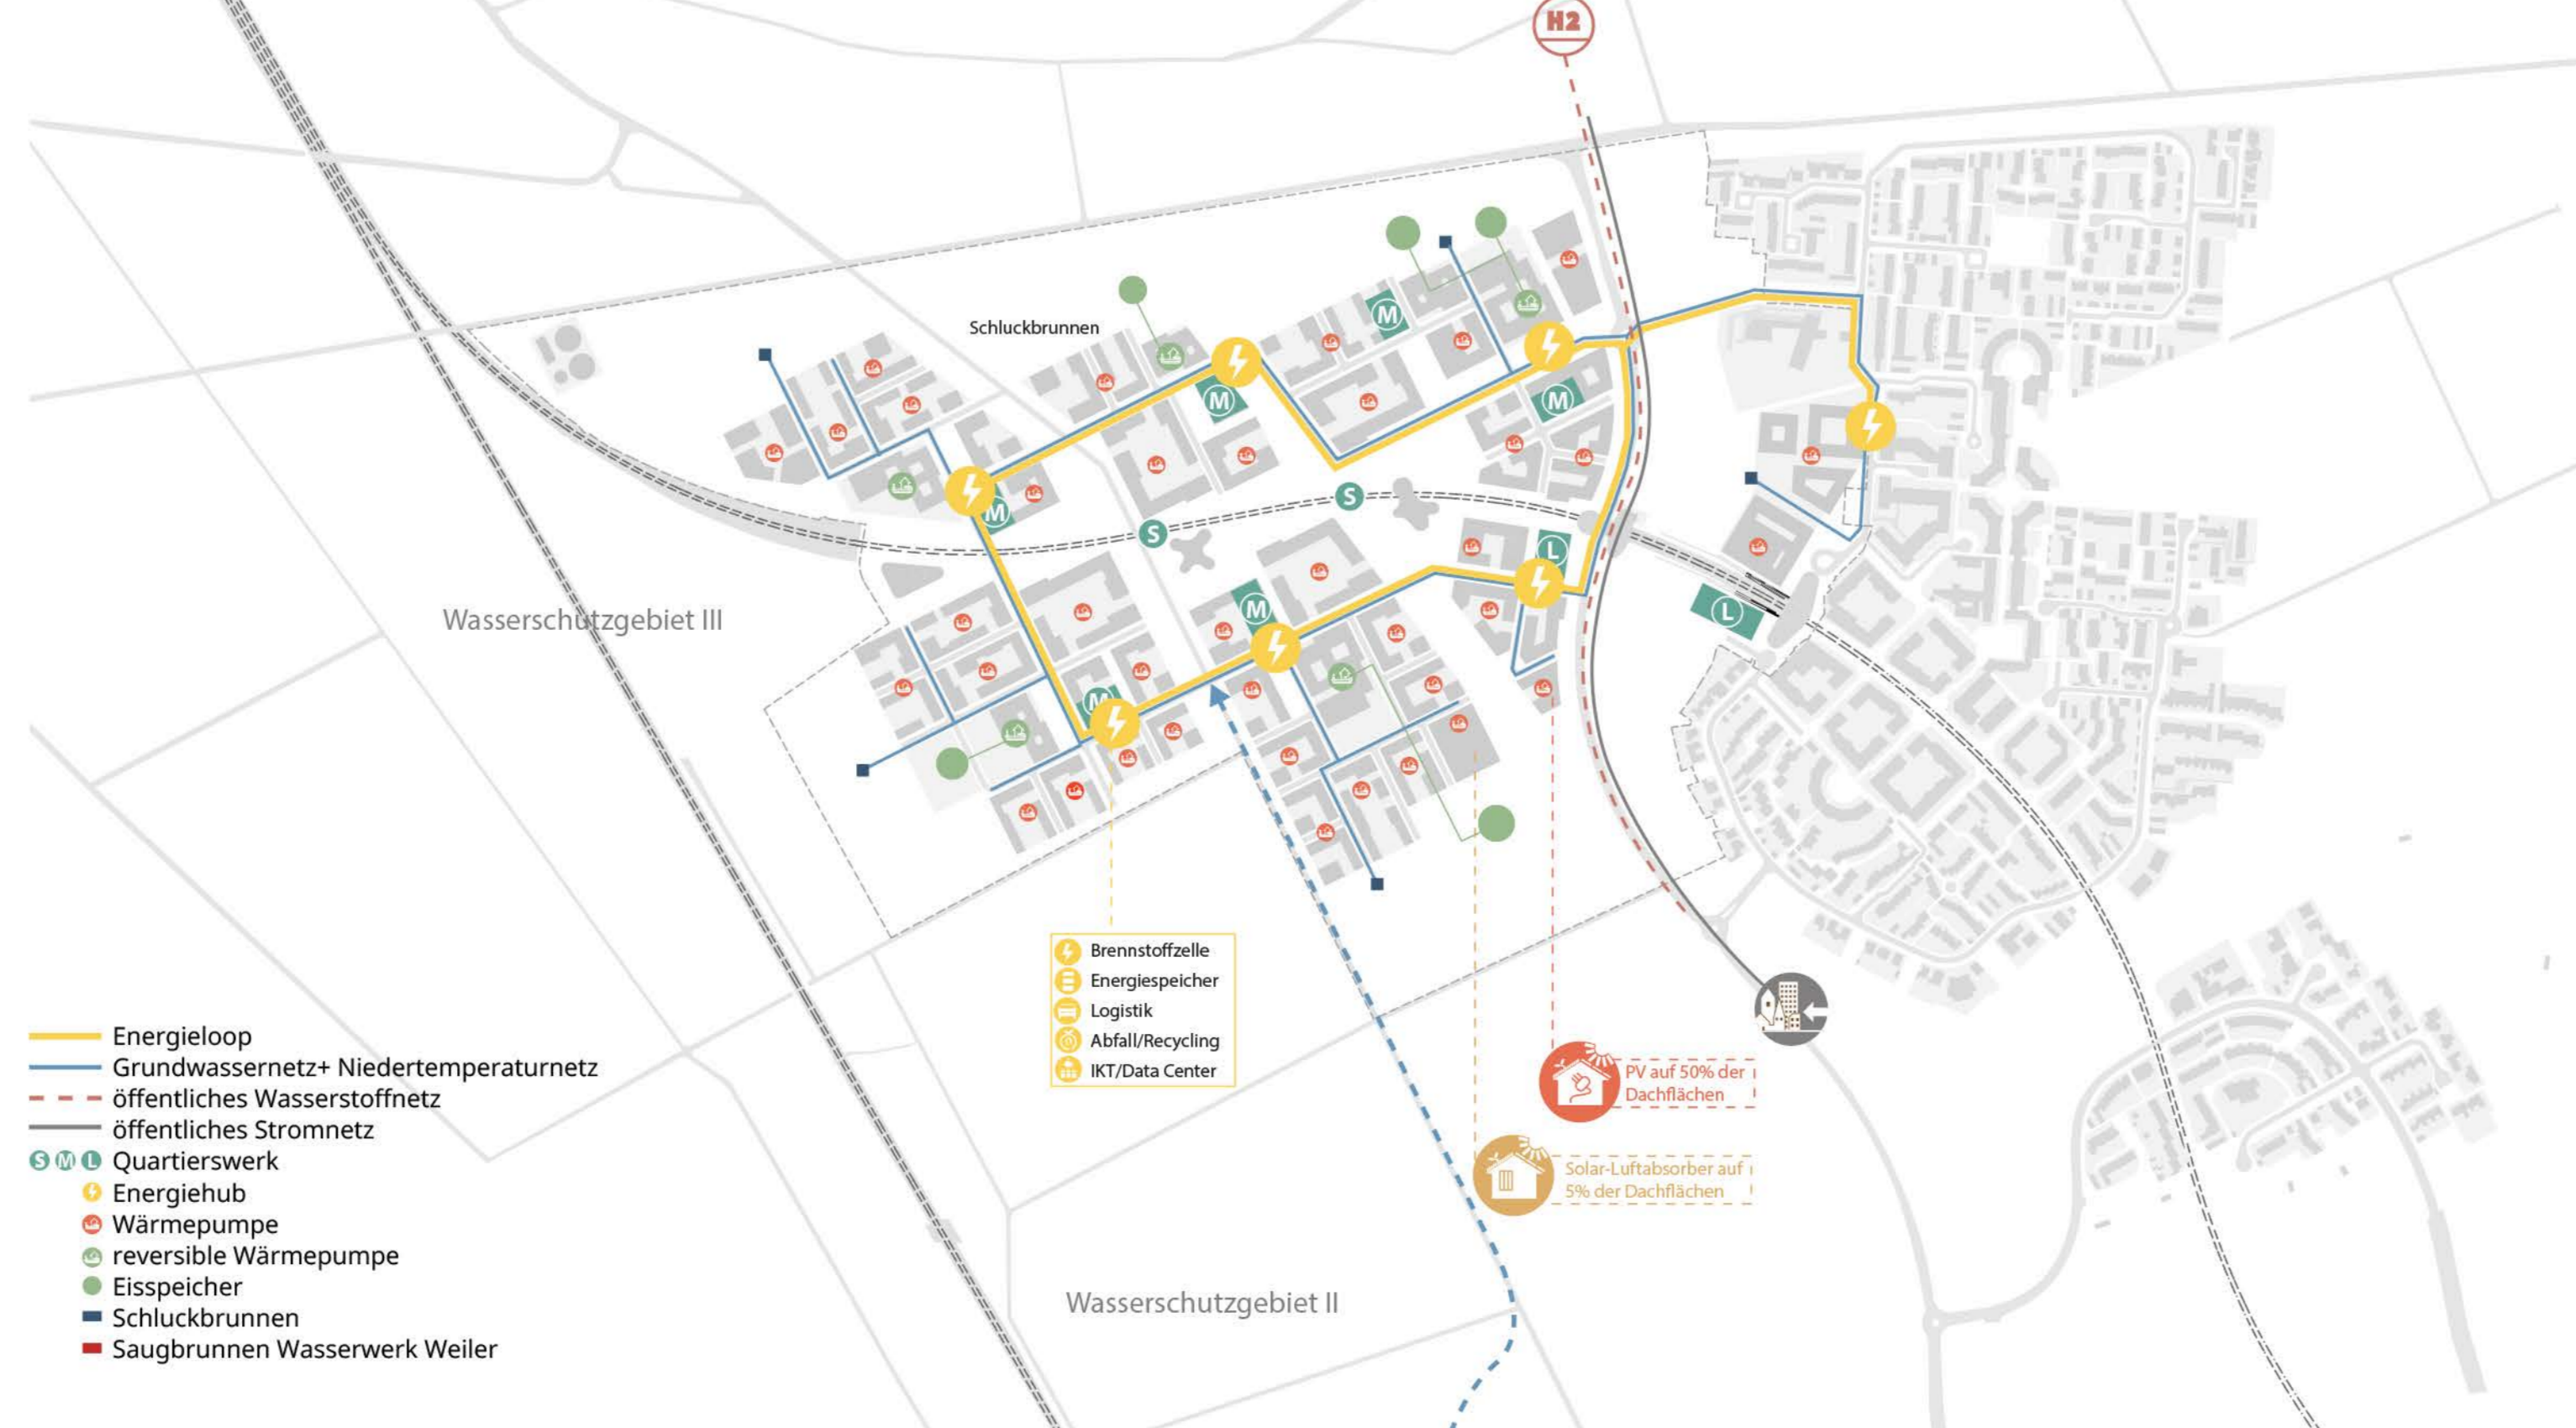 H2
Schluckbrunnen
M
M
M
M
S
S
L
M
L
M
Wasserschutzgebiet III
Brennstoffzelle
Energiespeicher
Logistik
Abfall/Recycling
IKT/Data Center
Energieloop
Grundwassernetz+ Niedertemperaturnetz
öffentliches Wasserstoffnetz
öffentliches Stromnetz
S M L Quartierswerk
Energiehub
Wärmepumpe
reversible Wärmepumpe
Eisspeicher
Schluckbrunnen
Saugbrunnen Wasserwerk Weiler
PV auf 50% der
Dachflächen
Solar-Luftabsorber auf
5% der Dachflächen
Wasserschutzgebiet II